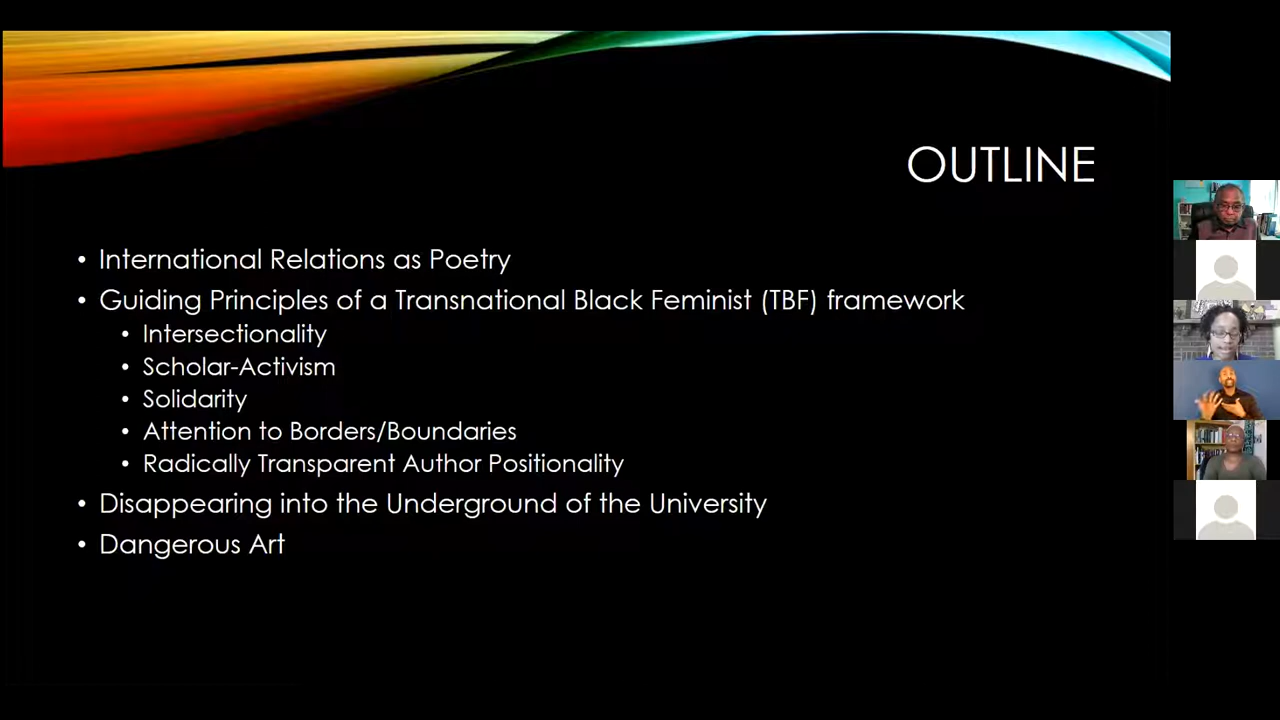 OUTLINE
• International Relations as Poetry
• Guiding Principles of a Transnational Black Feminist (TBF) framework
• Intersectionality
• Scholar-Activism
• Solidarity
• Attention to Borders/Boundaries
• Radically Transparent Author Positionality
• Disappearing into the Underground of the University
• Dangerous Art